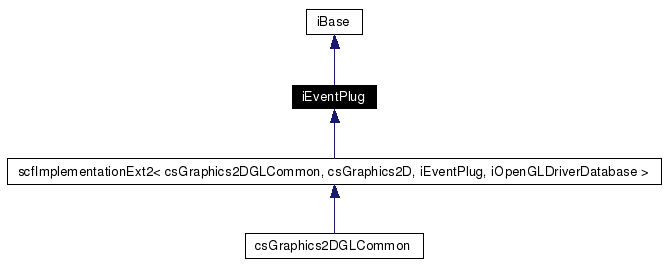 iBase
iEventPlug
scfImplementationExt2< csGraphics2DGLCommon, csGraphics2D, iEventPlug, iOpenGLDriverDatabase >
csGraphics2DGLCommon